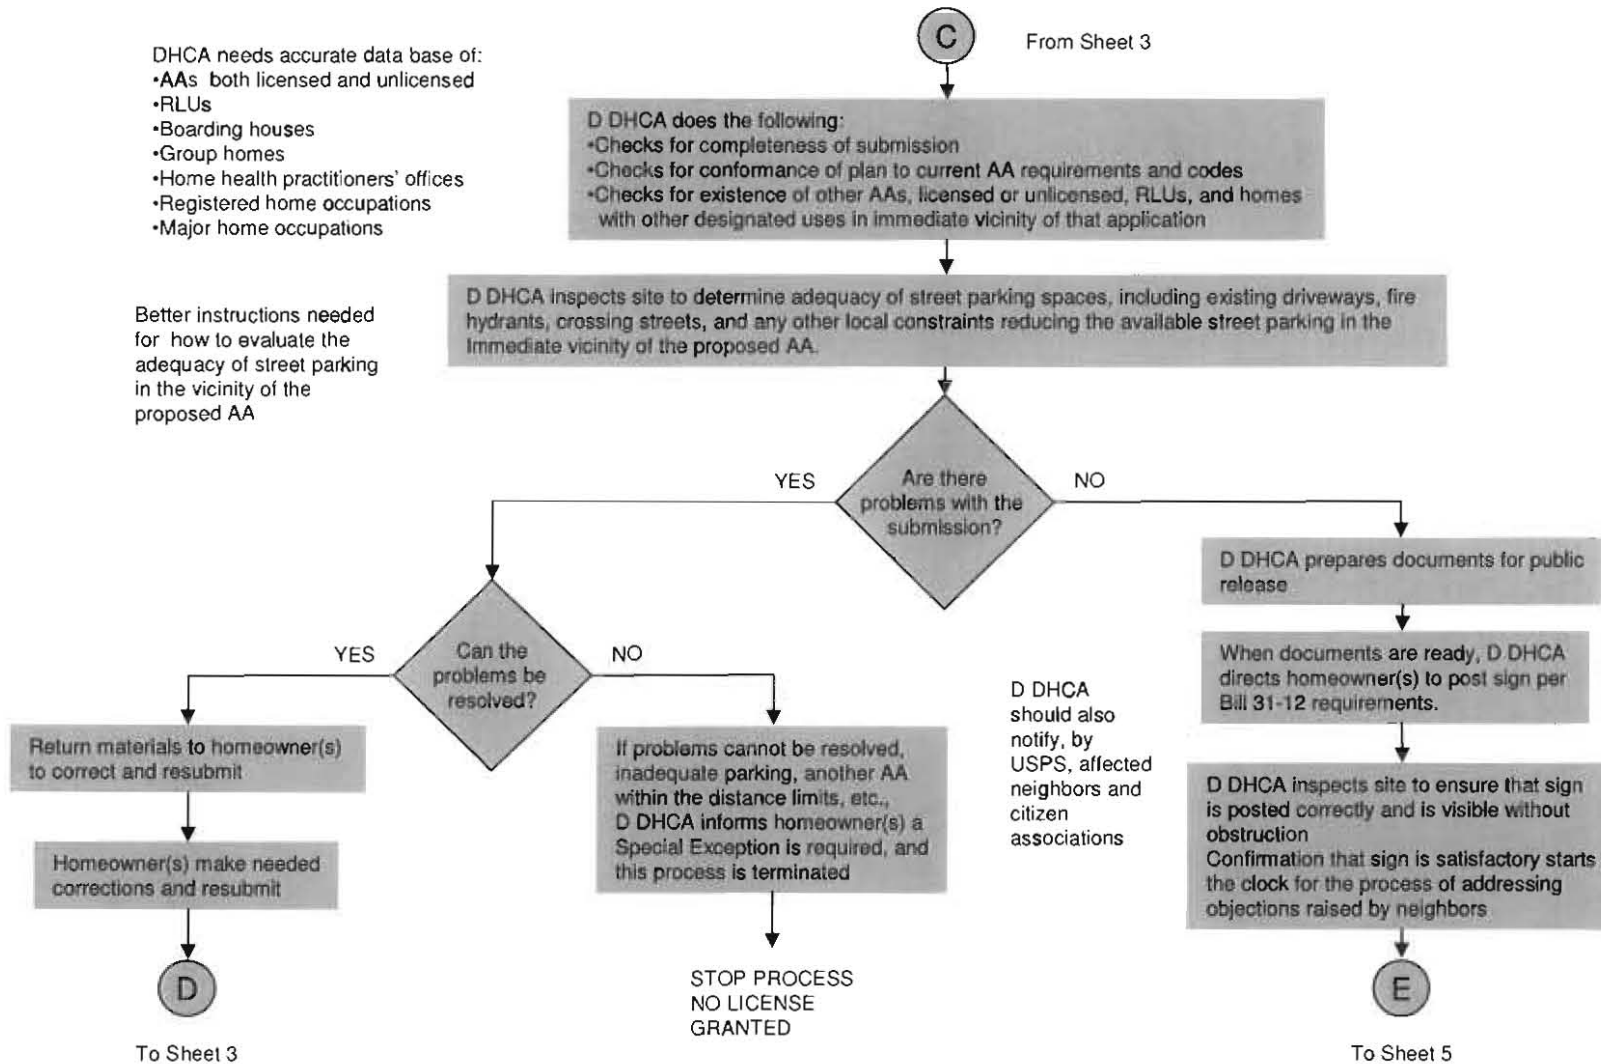 C
From Sheet 3
DHCA needs accurate data base of:
•AAs both licensed and unlicensed
•RLUs
•Boarding houses
•Group homes
•Home health practitioners' offices
•Registered home occupations
•Major home occupations
D DHCA does the following:
•Checks for completeness of submission
•Checks for conformance of plan to current AA requirements and codes
•Checks for existence of other AAs, licensed or unlicensed, RLUs, and homes
with other designated uses in immediate vicinity of that application
Better instructions needed
for how to evaluate the
adequacy of street parking
in the vicinity of the
proposed AA
D DHCA inspects site to determine adequacy of street parking spaces, including existing driveways, fire
hydrants, crossing streets, and any other local constraints reducing the available street parking in the
Immediate vicinity of the proposed AA.
YES
Are there
problems with the
submission?
NO
D DHCA prepares documents for public
release
YES
Can the
problems be
resolved?
NO
When documents are ready, D DHCA
directs homeowner(s) to post sign per
Bill 31-12 requirements.
D DHCA
should also
notify, by
USPS, affected
neighbors and
citizen
associations
Return materials to homeowner(s)
to correct and resubmit
If problems cannot be resolved,
inadequate parking, another AA
within the distance limits, etc.,
D DHCA informs homeowner(s) a
Special Exception is required, and
this process is terminated
D DHCA inspects site to ensure that sign
is posted correctly and is visible without
obstruction
Confirmation that sign is satisfactory starts
the clock for the process of addressing
objections raised by neighbors
Homeowner(s) make needed
corrections and resubmit
D
To Sheet 3
STOP PROCESS
NO LICENSE
GRANTED
E
To Sheet 5